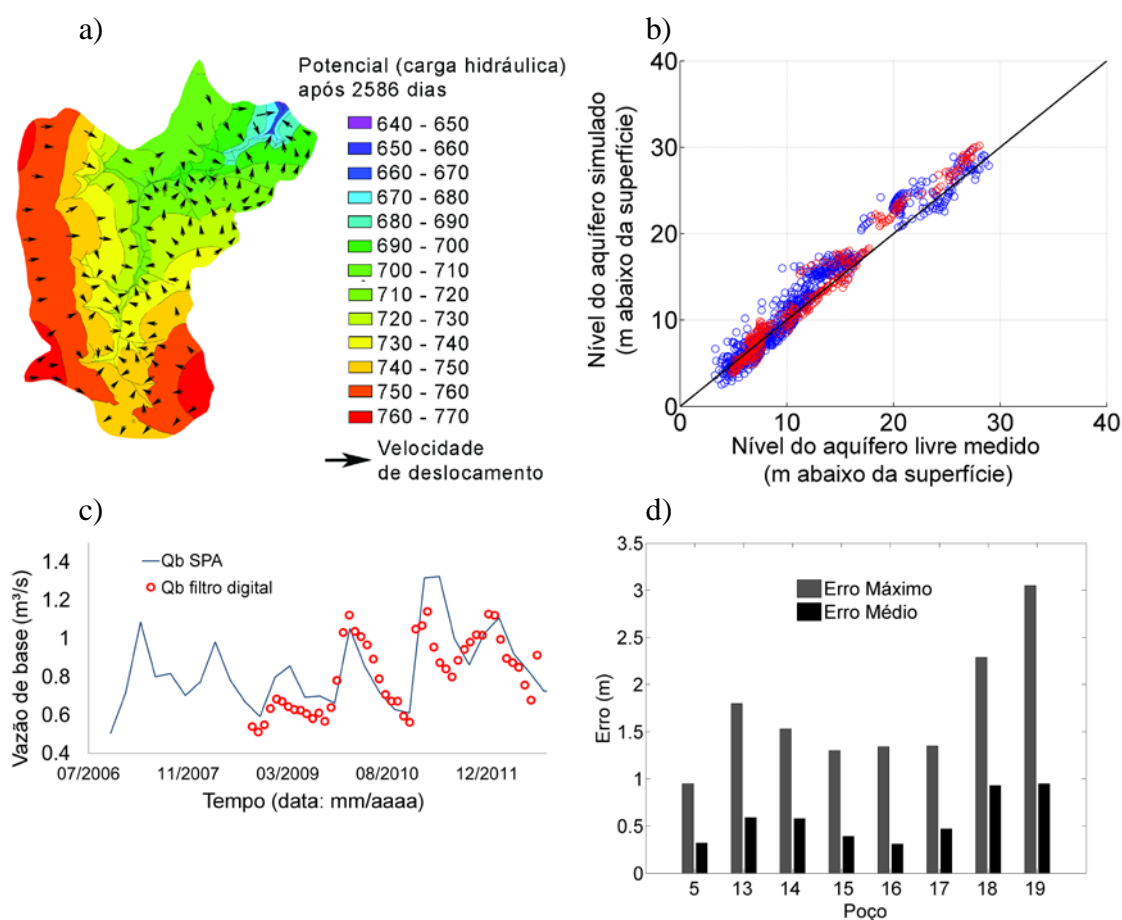 a)
Potencial (carga hidráulica)
após 2586 dias
640 - 650
650 - 660
660 - 670
670 - 680
680 - 690
690 - 700
700 - 710
710 - 720
720 - 730
730 - 740
740 - 750
750 - 760
760 - 770
Velocidade
de deslocamento
b)
Nível do aquífero simulado
(m abaixo da superfície)
40
30
20
10
0
0
10
20
30
40
Nível do aquífero livre medido
(m abaixo da superfície)
c)
Vazão de base (m³/s)
1.4
1.2
1
0.8
0.6
0.4
Qb SPA
Qb filtro digital
07/2006
11/2007
03/2009
08/2010
12/2011
Tempo (data: mm/aaaa)
d)
Erro (m)
3.5
3
2.5
2
1.5
1
0.5
0
Erro Máximo
Erro Médio
5
13
14
15
16
17
18
19
Poço